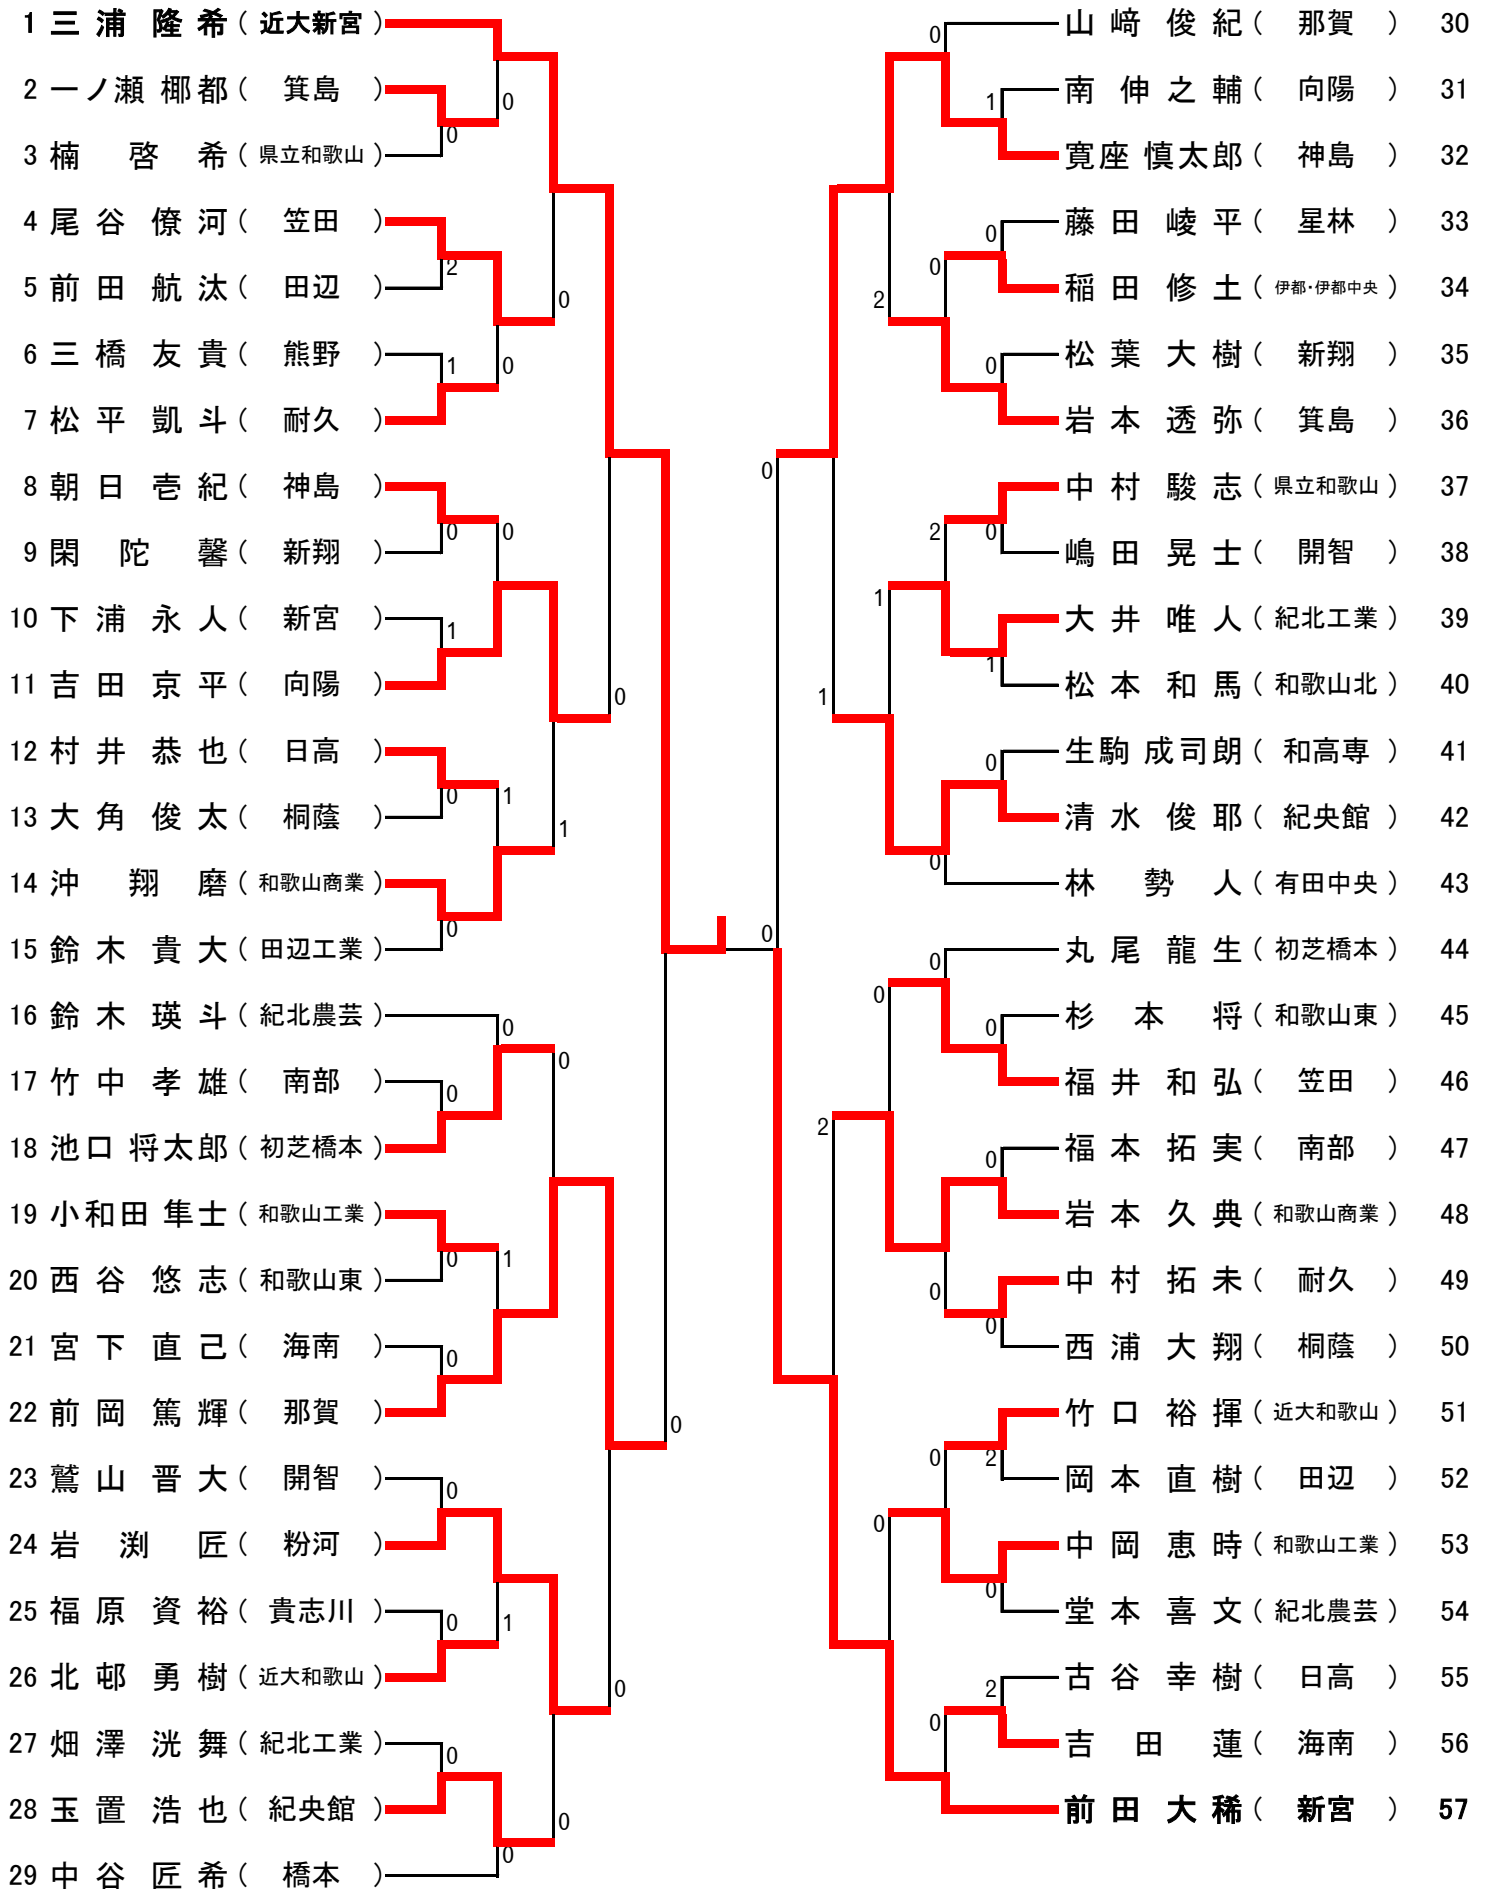 1 三浦 隆希 ( 近大新宮 )
2 一ノ瀬 梛都 ( 箕島 )
0
0
3 楠 啓希 ( 県立和歌山 )
4 尾谷 僚河 ( 笠田 )
2
5 前田 航汰 ( 田辺 )
0
6 三橋 友貴 ( 熊野 )
1
0
7 松平 凱斗 ( 耐久 )
8 朝日 壱紀 ( 神島 )
0
0
9 閑陀 馨 ( 新翔 )
10 下浦 永人 ( 新宮 )
1
11 吉田 京平 ( 向陽 )
0
12 村井 恭也 ( 日高 )
0
1
13 大角 俊太 ( 桐蔭 )
1
14 沖 翔磨 ( 和歌山商業 )
0
15 鈴木 貴大 ( 田辺工業 )
16 鈴木 瑛斗 ( 紀北農芸 )
0
0
17 竹中 孝雄 ( 南部 )
0
18 池口 将太郎 ( 初芝橋本 )
19 小和田 隼士 ( 和歌山工業 )
0
1
20 西谷 悠志 ( 和歌山東 )
21 宮下 直己 ( 海南 )
0
22 前岡 篤輝 ( 那賀 )
0
23 鷲山 晋大 ( 開智 )
0
24 岩渕 匠 ( 粉河 )
25 福原 資裕 ( 貴志川 )
0
1
26 北邨 勇樹 ( 近大和歌山 )
0
27 畑澤 洸舞 ( 紀北工業 )
0
28 玉置 浩也 ( 紀央館 )
0
0
29 中谷 匠希 ( 橋本 )
0
山﨑 俊紀 ( 那賀 ) 30
0
南 伸之輔 ( 向陽 ) 31
1
寛座 慎太郎 ( 神島 ) 32
藤田 崚平 ( 星林 ) 33
0
0
稲田 修士 ( 伊都・伊都中央 ) 34
2
松葉 大樹 ( 新翔 ) 35
0
岩本 透弥 ( 箕島 ) 36
0
中村 駿志 ( 県立和歌山 ) 37
2
0
嶋田 晃士 ( 開智 ) 38
1
大井 唯人 ( 紀北工業 ) 39
1
松本 和馬 ( 和歌山北 ) 40
1
生駒 成司朗 ( 和高専 ) 41
0
清水 俊耶 ( 紀央館 ) 42
0
林 勢人 ( 有田中央 ) 43
丸尾 龍生 ( 初芝橋本 ) 44
0
0
杉本 将 ( 和歌山東 ) 45
0
福井 和弘 ( 笠田 ) 46
2
福本 拓実 ( 南部 ) 47
0
岩本 久典 ( 和歌山商業 ) 48
中村 拓未 ( 耐久 ) 49
0
0
西浦 大翔 ( 桐蔭 ) 50
竹口 裕揮 ( 近大和歌山 ) 51
0
2
岡本 直樹 ( 田辺 ) 52
0
中岡 恵時 ( 和歌山工業 ) 53
0
堂本 喜文 ( 紀北農芸 ) 54
古谷 幸樹 ( 日高 ) 55
2
0
吉田 蓮 ( 海南 ) 56
前田 大稀 ( 新宮 ) 57